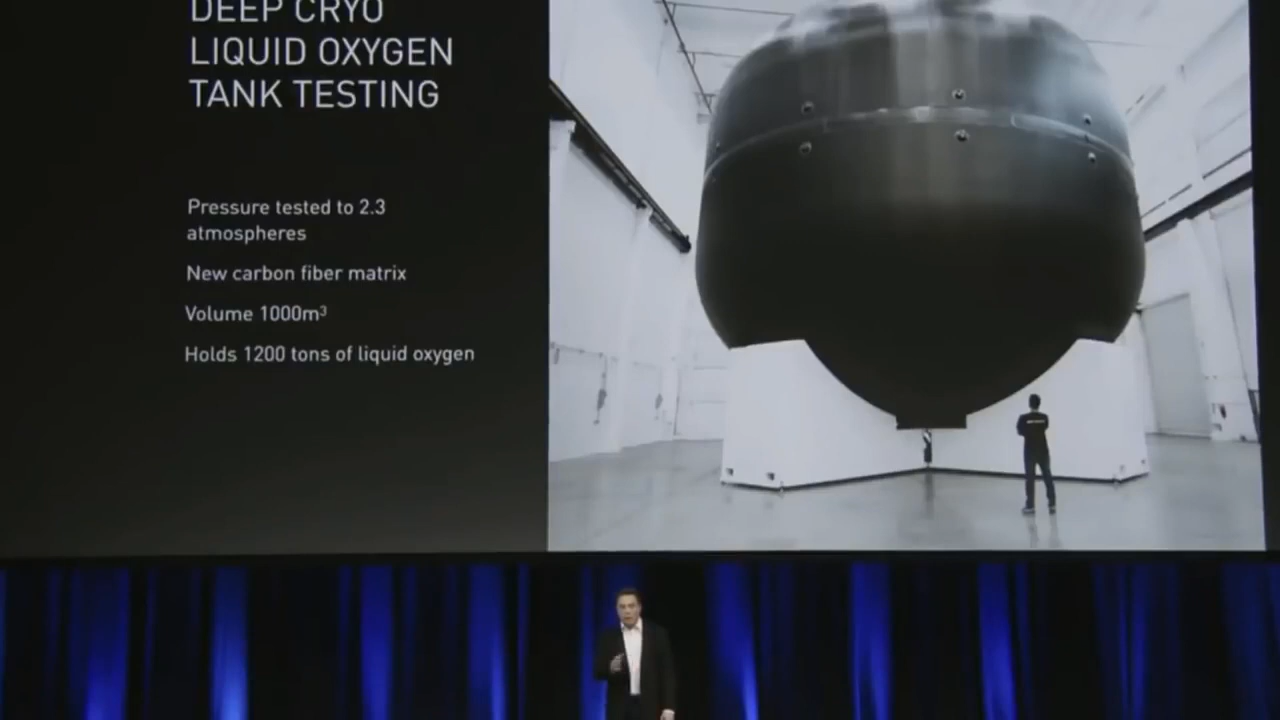 DEEP CRYO
LIQUID OXYGEN
TANK TESTING
Pressure tested to 2.3
atmospheres
New carbon fiber matrix
Volume 1000m³
Holds 1200 tons of liquid oxygen